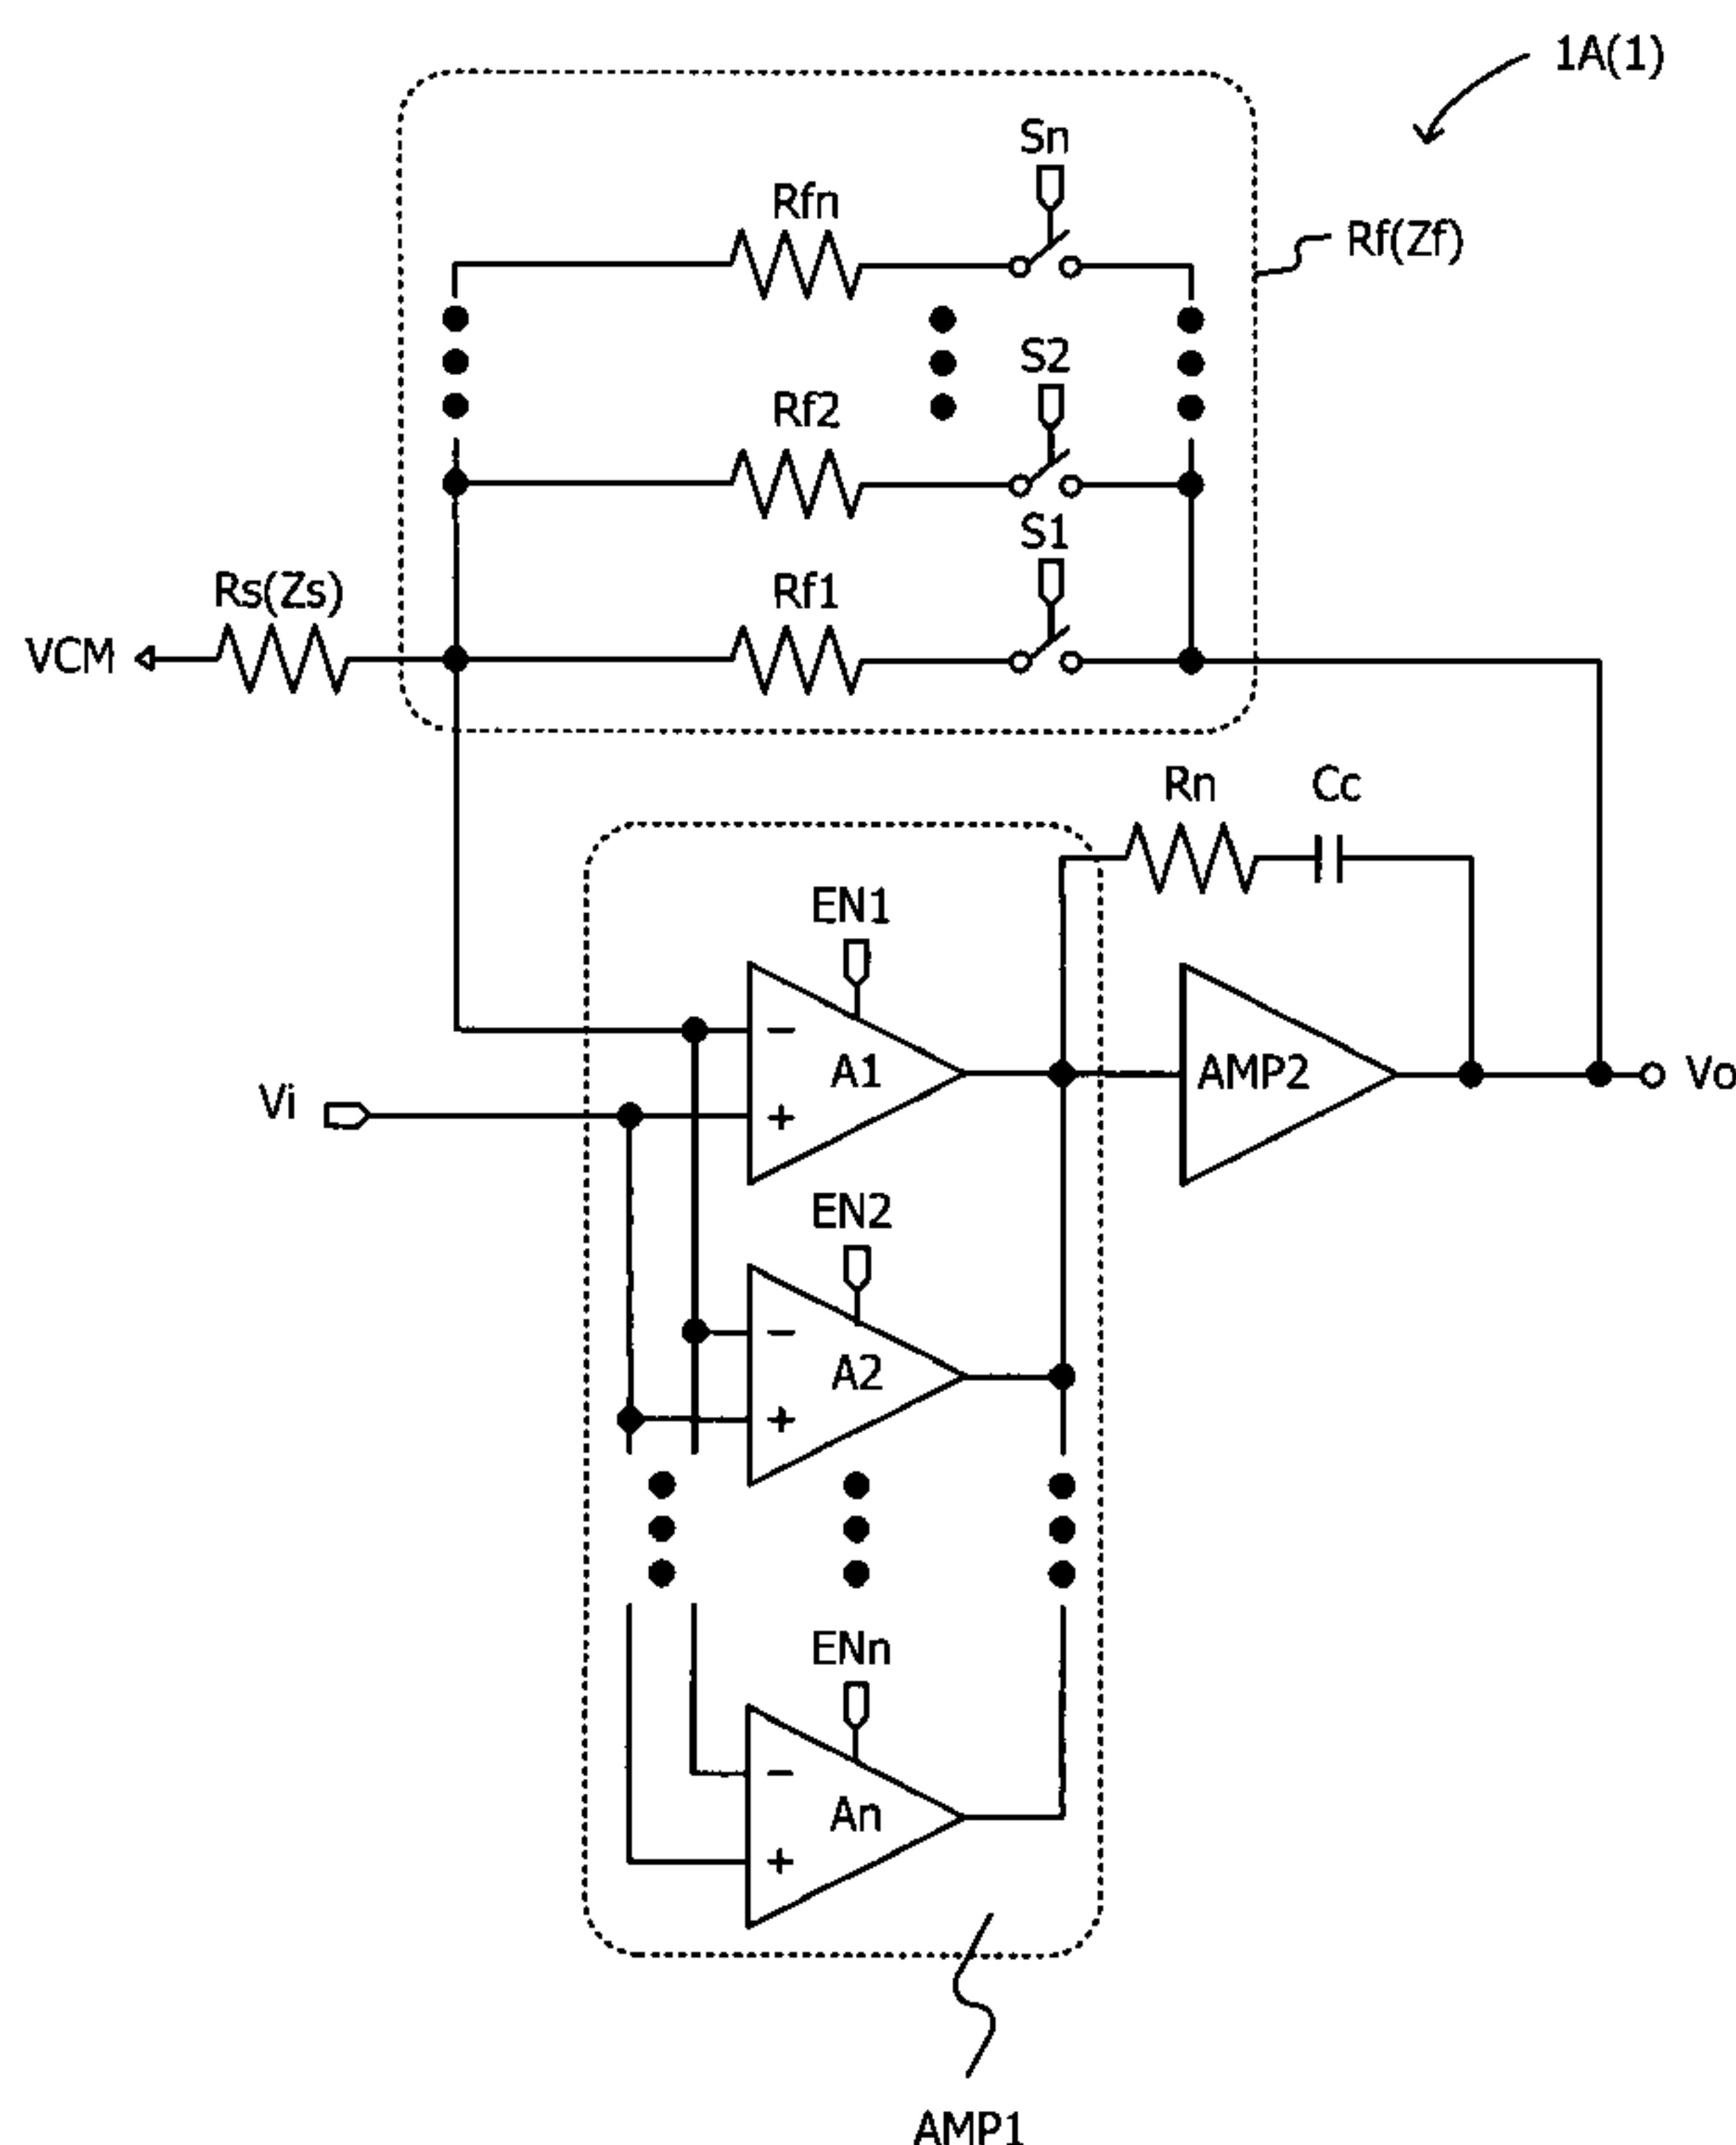 1A(1)
Sn
Rfn
Rf(Zf)
S2
Rf2
S1
Rs(Zs)
Rf1
VCM
Rn
Cc
EN1
-
A1
+
AMP2
Vo
Vi
EN2
-
A2
+
ENn
-
An
+
AMP1